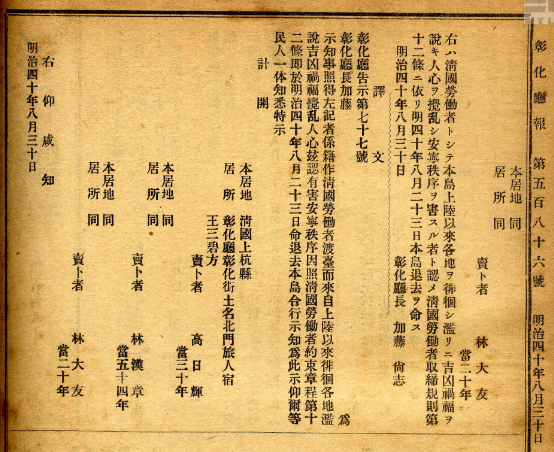 彰化廳報　第五百八十六號　明治四十年八月三十日
本居地　同
居所　同
賣卜者　林大友
當二十年
右ハ淸國勞働者トシテ本島上陸以來各地ヲ徘徊シ濫リニ吉凶禍福ヲ
說キ人心ヲ攪乱シ安寧秩序ヲ害スル者ト認メ淸國勞働者取締規則第
十二條ニ依リ明四十年八月二十三日本島退去ヲ命ス
明治四十年八月三十日
彰化廳長　加藤　尙志
譯文
彰化廳吿示第七十七號
彰化廳長加藤　爲
示知事照得左記者係籍作淸國勞働者渡臺而來自上陸以來徘徊各地濫
說吉凶禍福攪乱人心玆認有害安寧秩序因照淸國勞働者約束章程第十
二條即於明治四十年八月二十三日命退去本島合行示知爲此示仰爾等
民人一体知悉特示
計開
本居地　淸國上杭縣
居所　彰化廳彰化街土名北門旅人宿
王三碧方
賣卜者　高日輝
當三十年
本居地　同
居所　同
賣卜者　林漢章
當五十四年
本居地　同
居所　同
賣卜者　林大友
當二十年
右仰咸知
明治四十年八月三十日